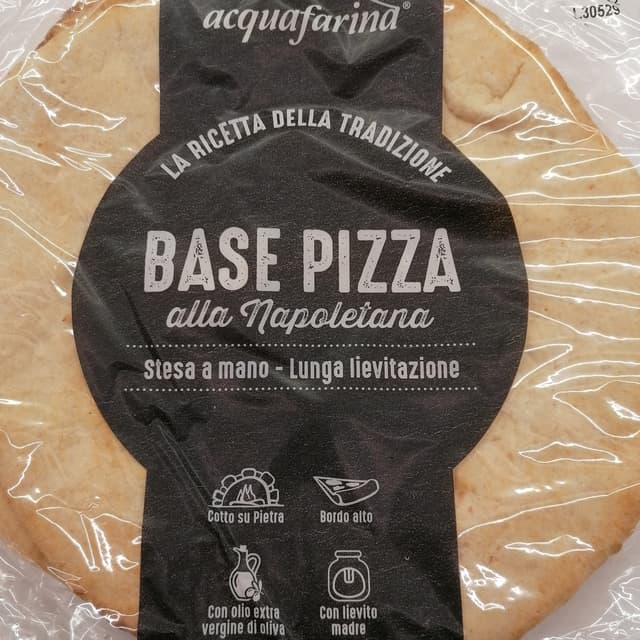 acquafarina®
L30525
LA RICETTA DELLA TRADIZIONE
BASE PIZZA
alla Napoletana
Stesa a mano - Lunga lievitazione
Cotto su Pietra
Bordo alto
Con olio extra
vergine di oliva
Con lievito
madre